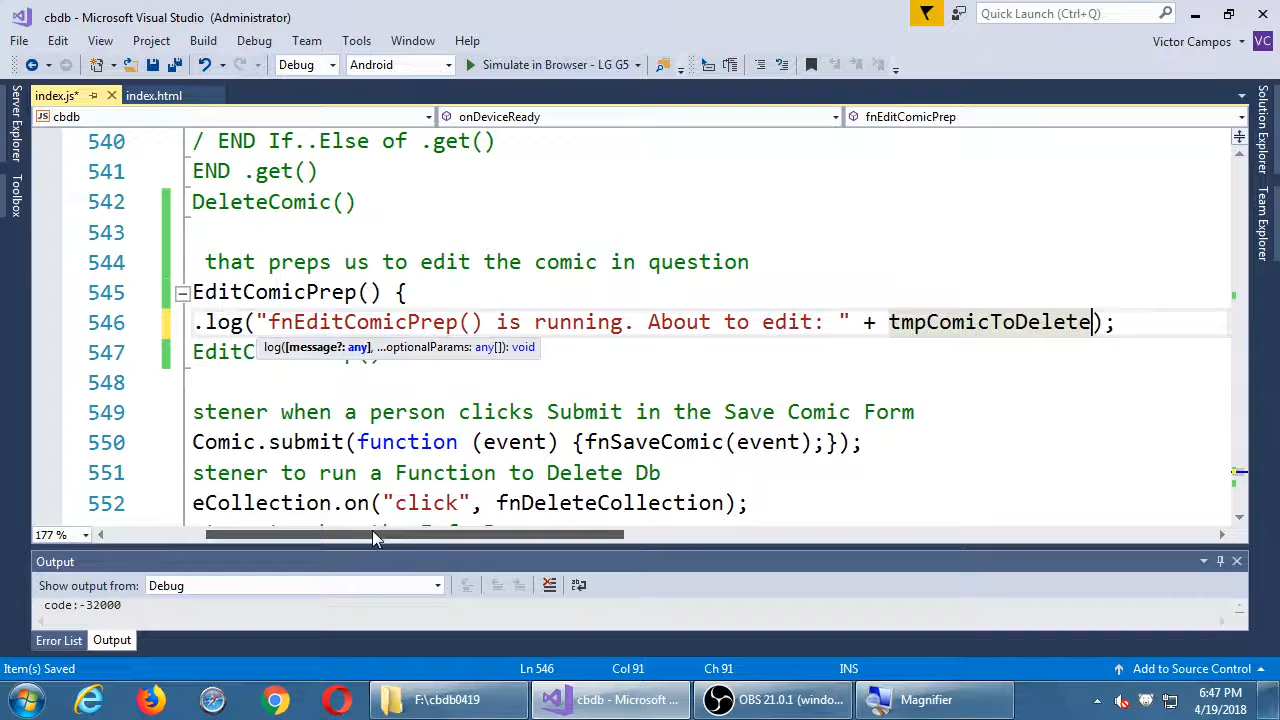 cbdb - Microsoft Visual Studio (Administrator)
Quick Launch (Ctrl+Q)
File Edit View Project Build Debug Team Tools Window Help
Victor Campos VC
Debug Android Simulate in Browser - LG G5
index.js* index.html
cbdb onDeviceReady fnEditComicPrep
Server Explorer
Toolbox
Solution Explorer
Team Explorer
540 / END If..Else of .get()
541 END .get()
542 DeleteComic()
543
544 that preps us to edit the comic in question
545 EditComicPrep() {
546 .log("fnEditComicPrep() is running. About to edit: " + tmpComicToDelete);
log([message?: any], ...optionalParams: any[]): void
547 EditC
548
549 stener when a person clicks Submit in the Save Comic Form
550 Comic.submit(function (event) {fnSaveComic(event);});
551 stener to run a Function to Delete Db
552 eCollection.on("click", fnDeleteCollection);
177 %
Output
Show output from: Debug
code:-32000
Error List Output
Item(s) Saved Ln 546 Col 91 Ch 91 INS Add to Source Control
F:\cbdb0419 cbdb - Microsoft ... OBS 21.0.1 (windo... Magnifier
6:47 PM
4/19/2018